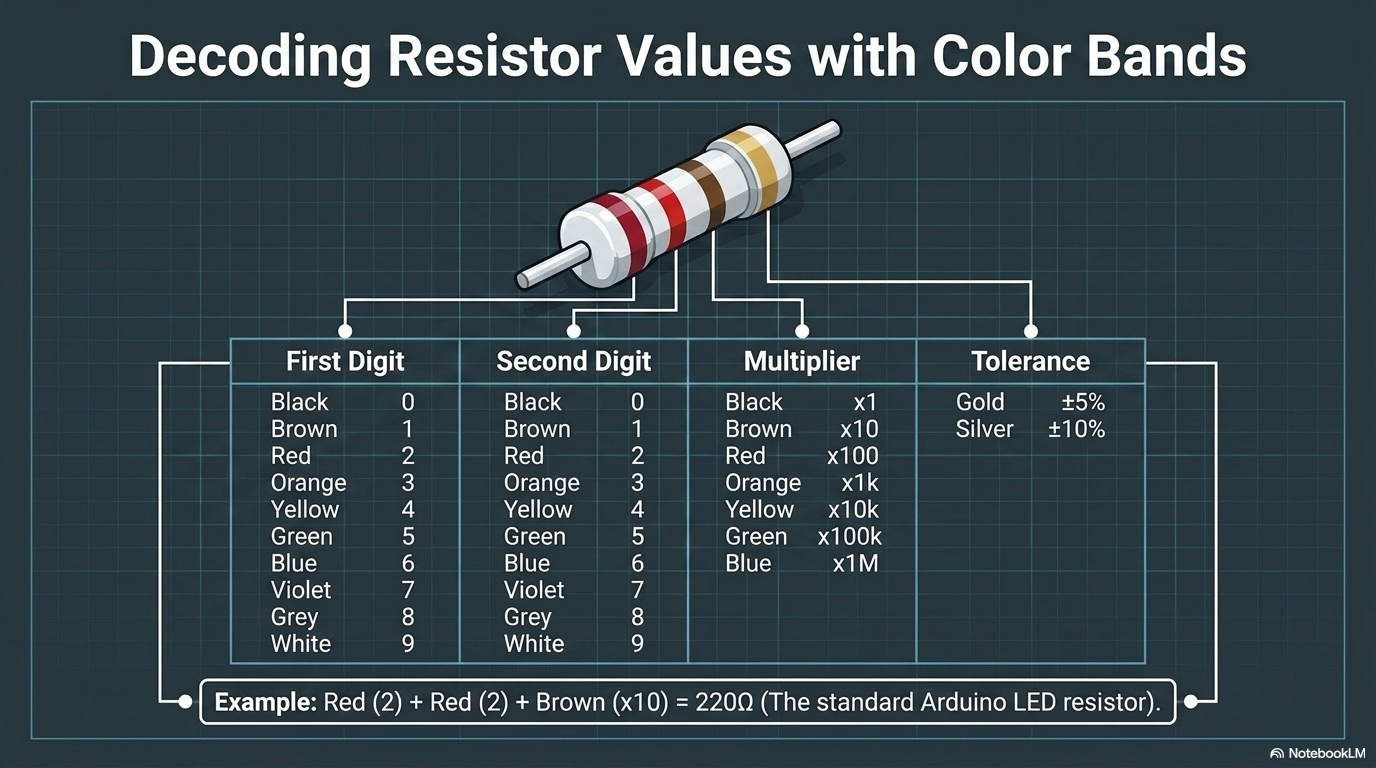 Decoding Resistor Values with Color Bands
First Digit Second Digit Multiplier Tolerance
Black 0 Black 0 Black x1 Gold ±5%
Brown 1 Brown 1 Brown x10 Silver ±10%
Red 2 Red 2 Red x100
Orange 3 Orange 3 Orange x1k
Yellow 4 Yellow 4 Yellow x10k
Green 5 Green 5 Green x100k
Blue 6 Blue 6 Blue x1M
Violet 7 Violet 7
Grey 8 Grey 8
White 9 White 9
Example: Red (2) + Red (2) + Brown (x10) = 220Ω (The standard Arduino LED resistor).
NotebookLM